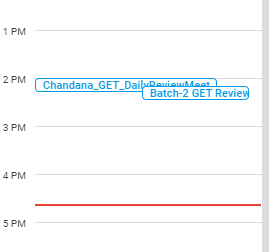 1 PM
2 PM
Chandana_GET_DailyReviewMeet
Batch-2 GET Review
3 PM
4 PM
5 PM